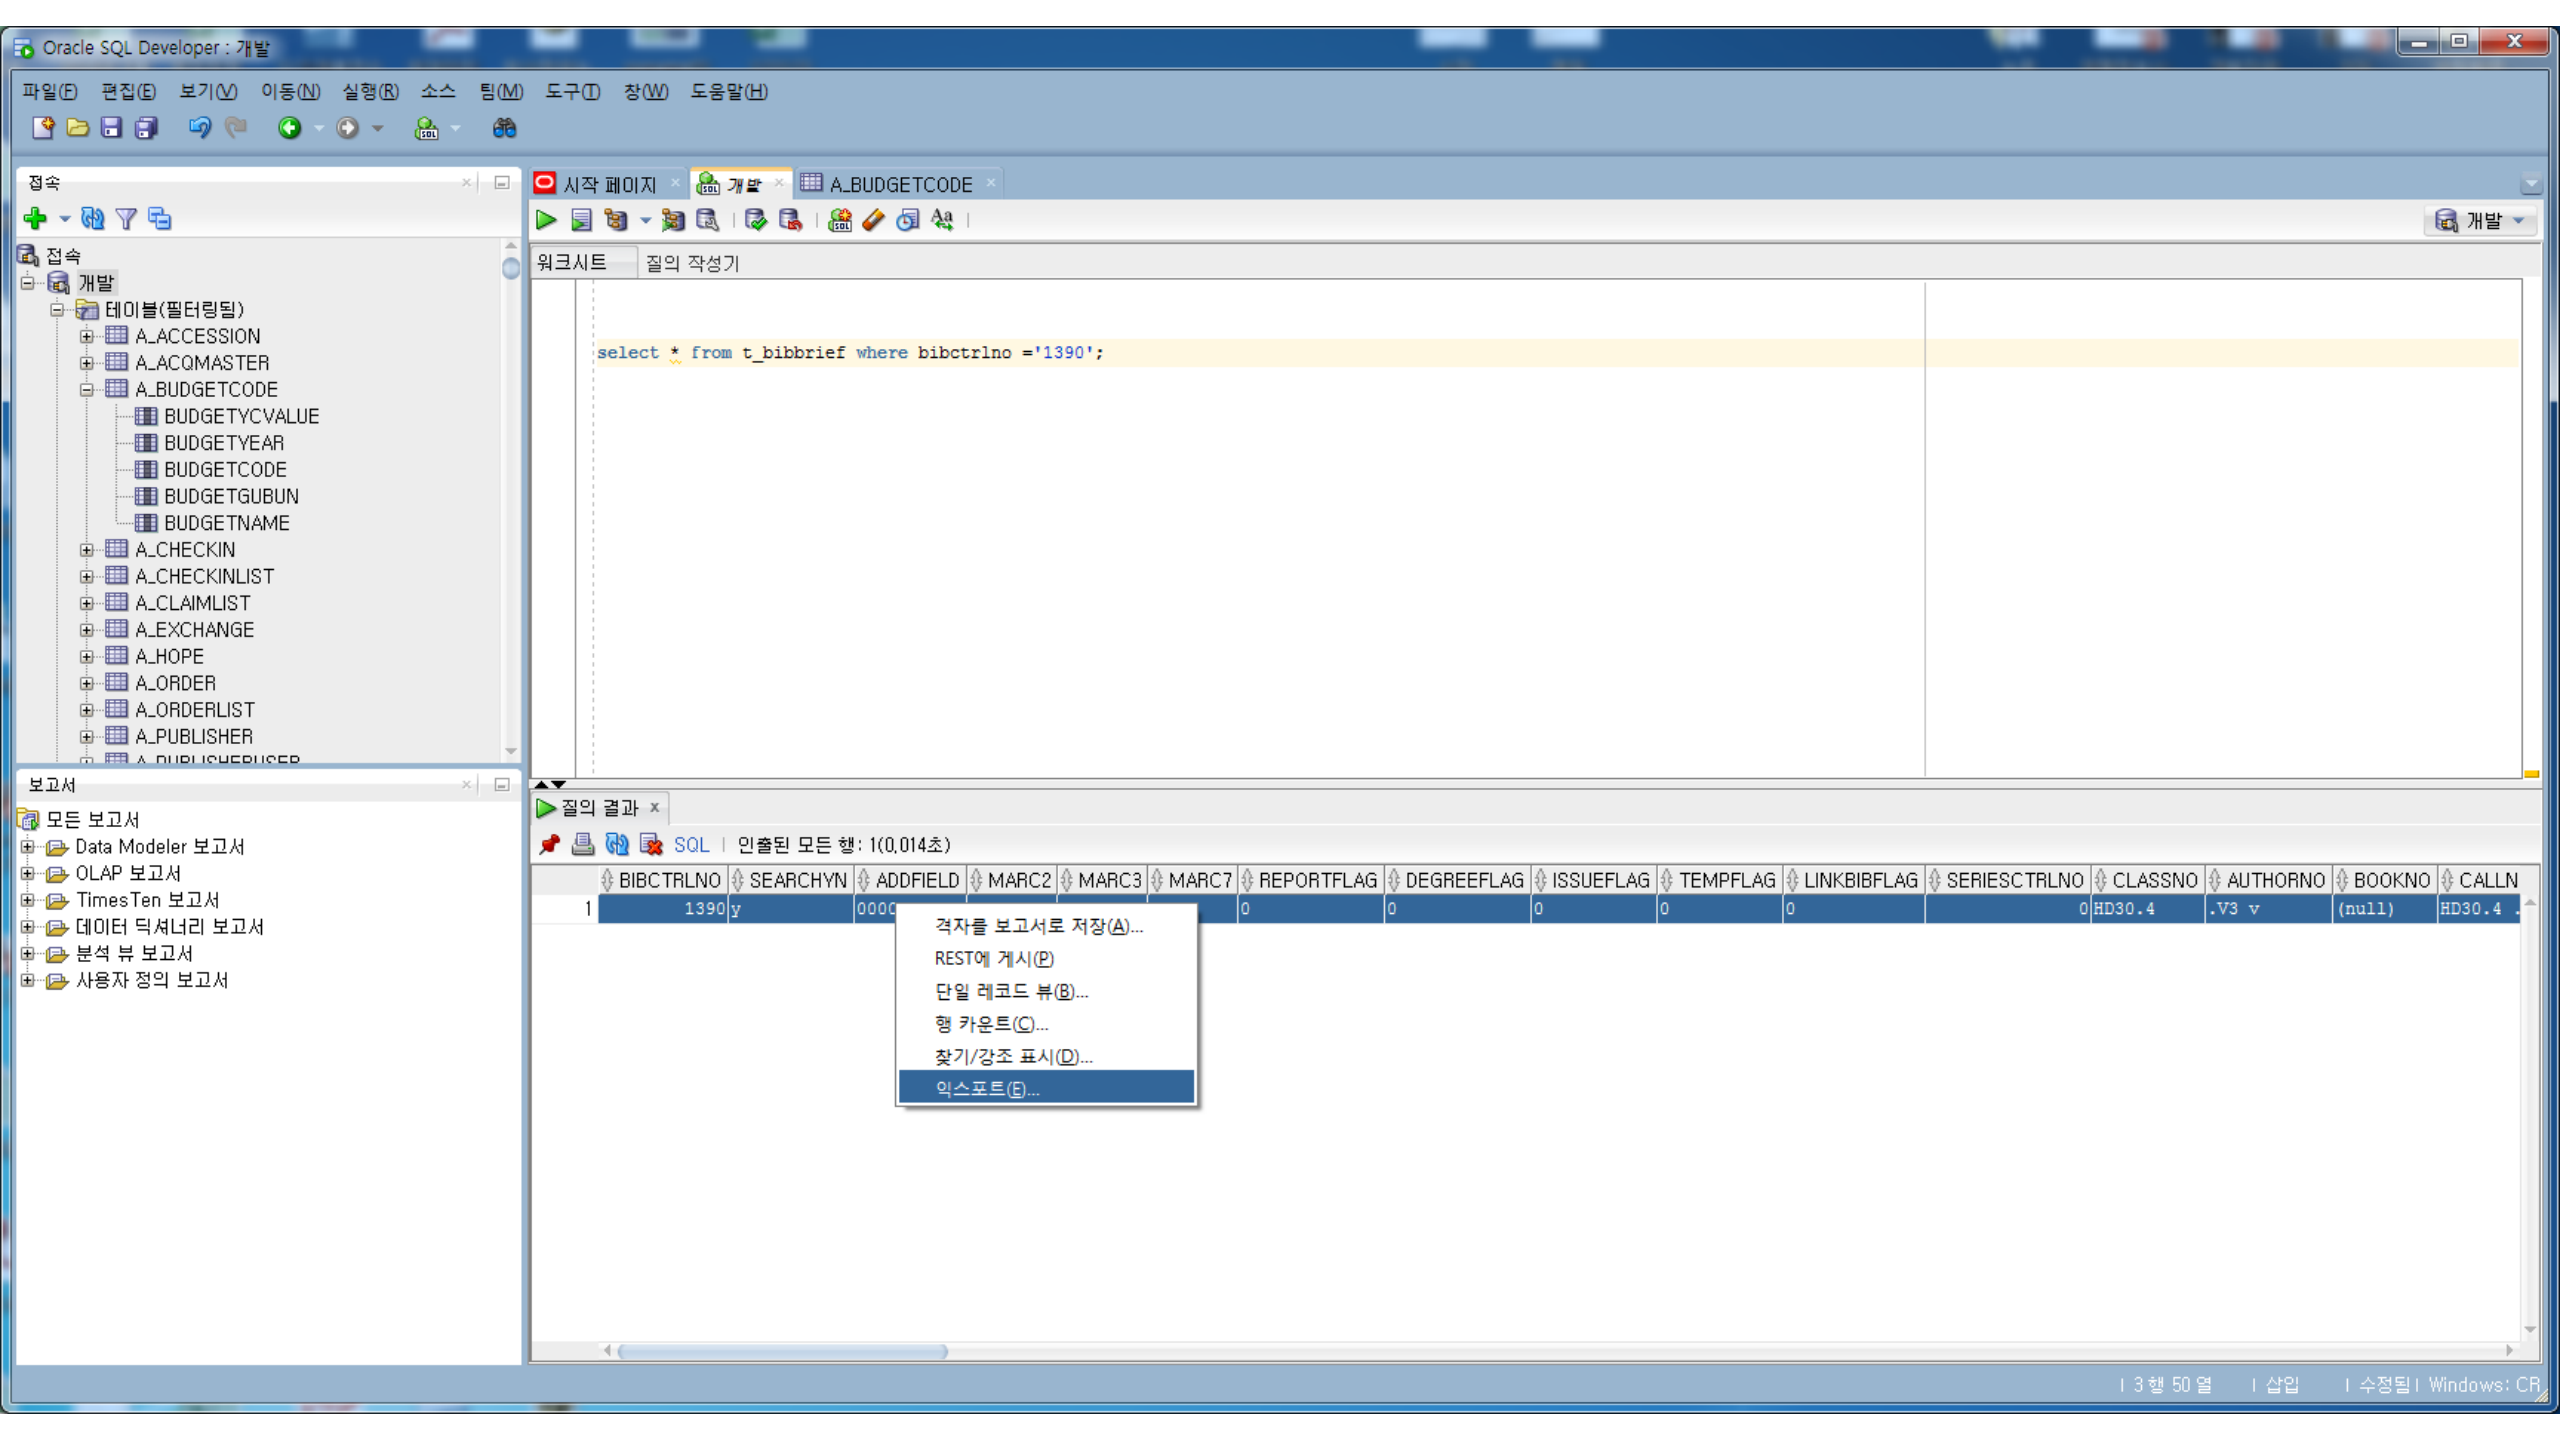 Oracle SQL Developer : 개발
파일(F) 편집(E) 보기(V) 이동(N) 실행(R) 소스 팀(M) 도구(T) 창(W) 도움말(H)
접속
시작 페이지 개발 A_BUDGETCODE
개발
접속
워크시트 질의 작성기
개발
테이블(필터링됨)
A_ACCESSION
A_ACQMASTER
select * from t_bibbrief where bibctrlno ='1390';
A_BUDGETCODE
BUDGETYCVALUE
BUDGETYEAR
BUDGETCODE
BUDGETGUBUN
BUDGETNAME
A_CHECKIN
A_CHECKINLIST
A_CLAIMLIST
A_EXCHANGE
A_HOPE
A_ORDER
A_ORDERLIST
A_PUBLISHER
A_PUBLISHERUSER
보고서
모든 보고서
Data Modeler 보고서
OLAP 보고서
TimesTen 보고서
데이터 딕셔너리 보고서
분석 뷰 보고서
사용자 정의 보고서
질의 결과
SQL 인출된 모든 행: 1(0,014초)
BIBCTRLNO SEARCHYN ADDFIELD MARC2 MARC3 MARC7 REPORTFLAG DEGREEFLAG ISSUEFLAG TEMPFLAG LINKBIBFLAG SERIESCTRLNO CLASSNO AUTHORNO BOOKNO CALLN
1 1390 y 0000 0 0 0 0 0 0 HD30.4 .V3 v (null) HD30.4 .
격자를 보고서로 저장(A)...
REST에 게시(P)
단일 레코드 뷰(B)...
행 카운트(C)...
찾기/강조 표시(D)...
익스포트(E)...
3 행 50 열 삽입 수정됨 Windows: CR